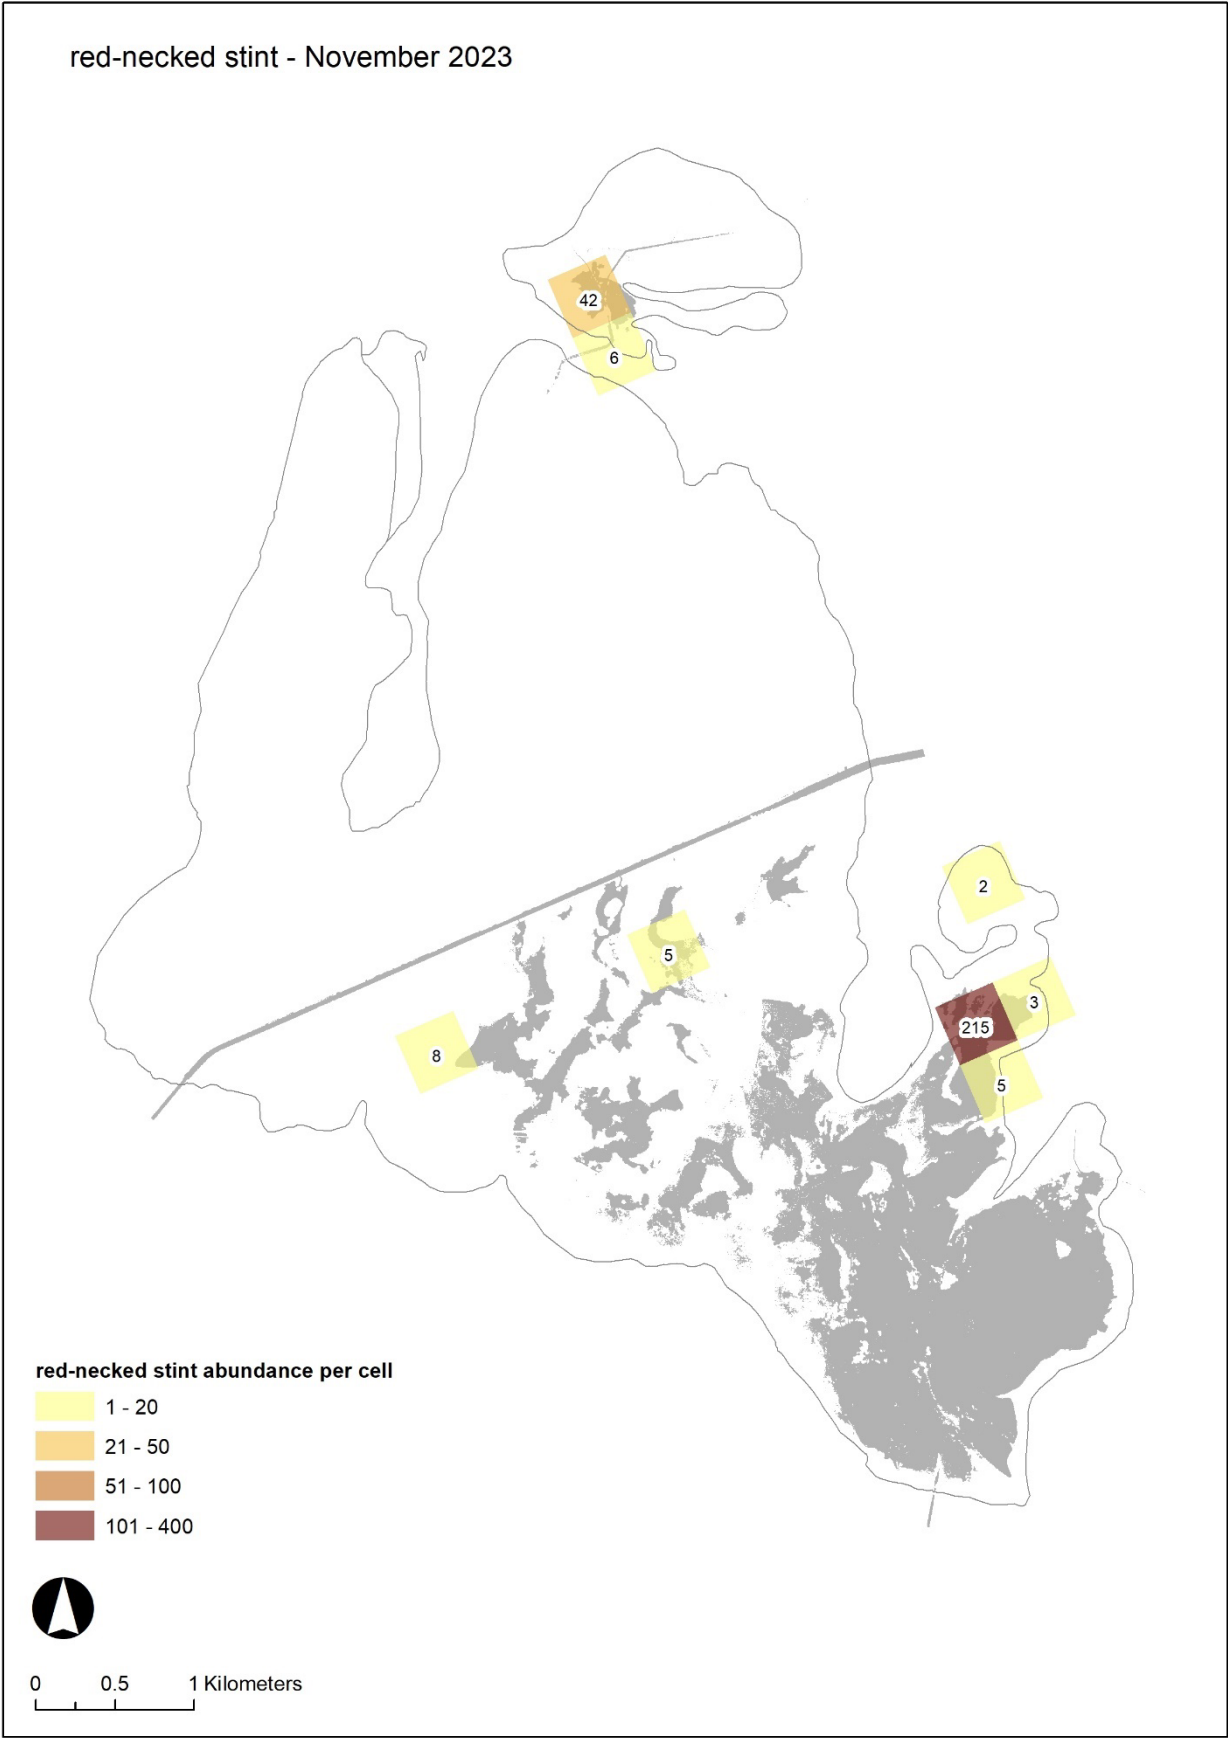 red-necked stint - November 2023
42
6
2
5
3
215
8
5
red-necked stint abundance per cell
1 - 20
21 - 50
51 - 100
101 - 400
0 0.5 1 Kilometers